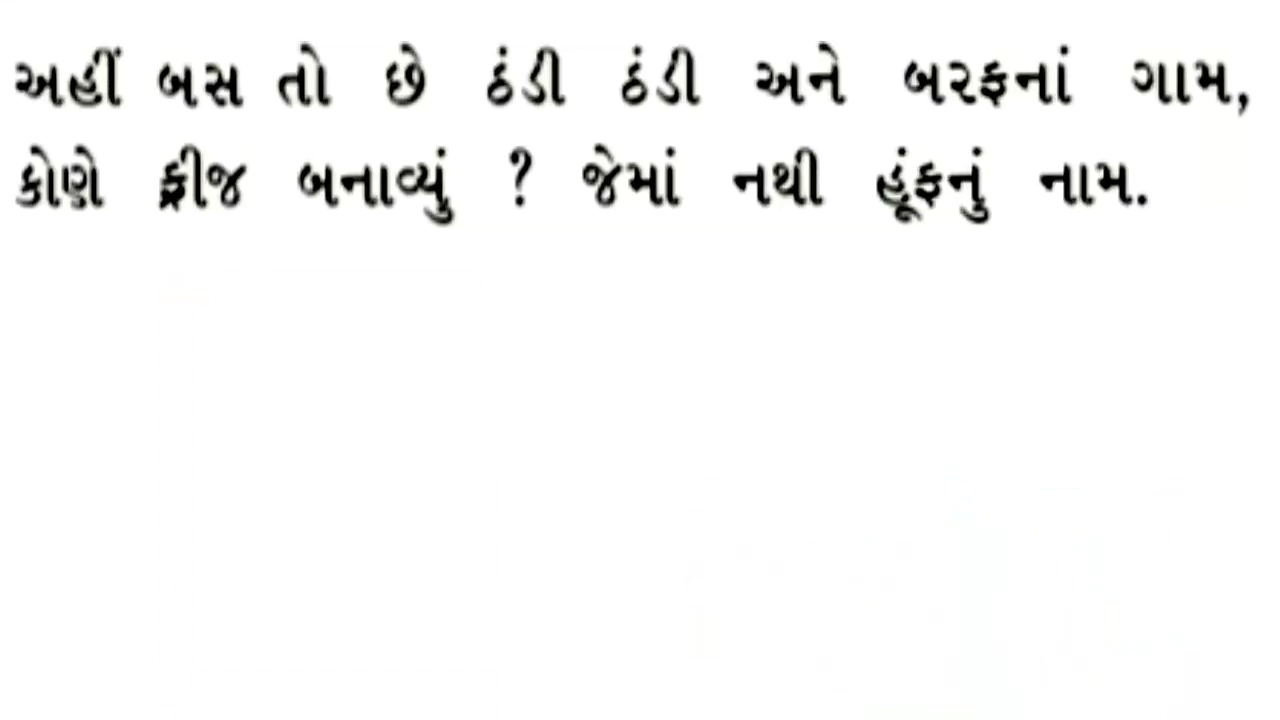 અહીં બસ તો છે ઠંડી ઠંડી અને બરફનાં ગામ,
કોણે ફ્રીજ બનાવ્યું ? જેમાં નથી હૂંફનું નામ.